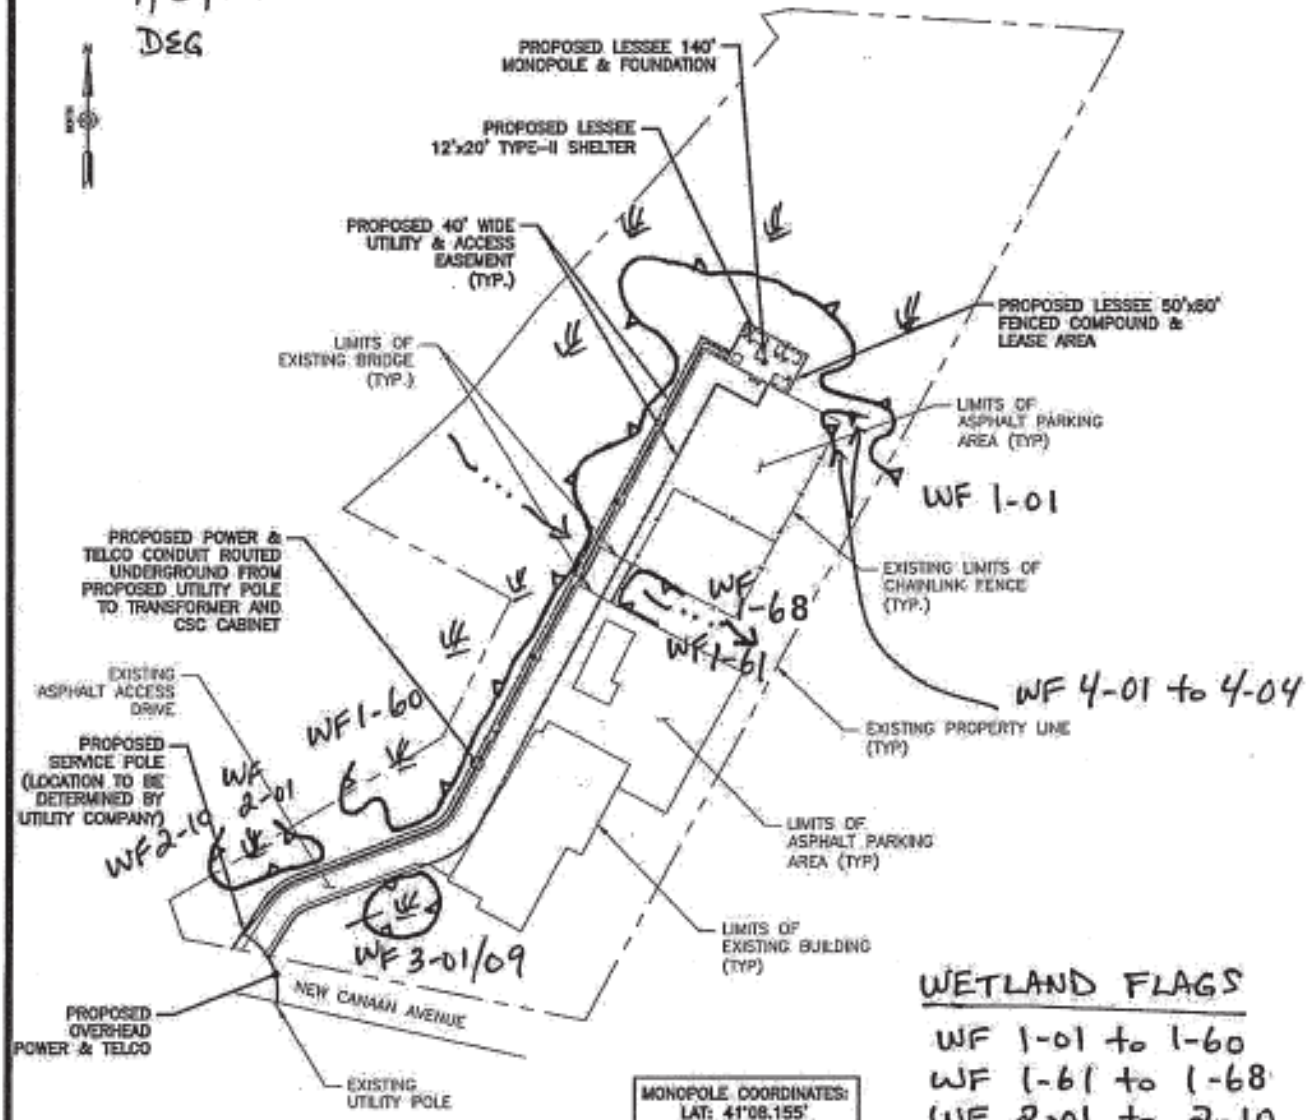 DEG
PROPOSED LESSEE 140'
MONOPOLE & FOUNDATION
PROPOSED LESSEE
12'x20' TYPE-II SHELTER
PROPOSED 40' WIDE
UTILITY & ACCESS
EASEMENT
(TYP.)
PROPOSED LESSEE 50'x60'
FENCED COMPOUND &
LEASE AREA
LIMITS OF
EXISTING BRIDGE
(TYP.)
LIMITS OF
ASPHALT PARKING
AREA (TYP)
WF 1-01
PROPOSED POWER &
TELCO CONDUIT ROUTED
UNDERGROUND FROM
PROPOSED UTILITY POLE
TO TRANSFORMER AND
CSC CABINET
EXISTING LIMITS OF
CHAINLINK FENCE
(TYP.)
WF
1-68
WF1-61
WF 4-01 to 4-04
EXISTING
ASPHALT ACCESS
DRIVE
WF1-60
EXISTING PROPERTY LINE
(TYP)
PROPOSED
SERVICE POLE
(LOCATION TO BE
DETERMINED BY
UTILITY COMPANY)
WF
2-01
WF2-10
LIMITS OF
ASPHALT PARKING
AREA (TYP)
WF 3-01/09
LIMITS OF
EXISTING BUILDING
(TYP)
NEW CANAAN AVENUE
PROPOSED
OVERHEAD
POWER & TELCO
EXISTING
UTILITY POLE
MONOPOLE COORDINATES:
LAT: 41°08.155'
WETLAND FLAGS
WF 1-01 to 1-60
WF 1-61 to 1-68
WF 2-01 to 2-10